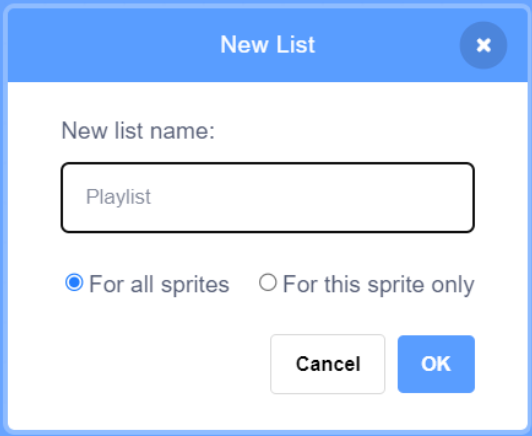 New List
New list name:
Playlist
For all sprites For this sprite only
Cancel OK